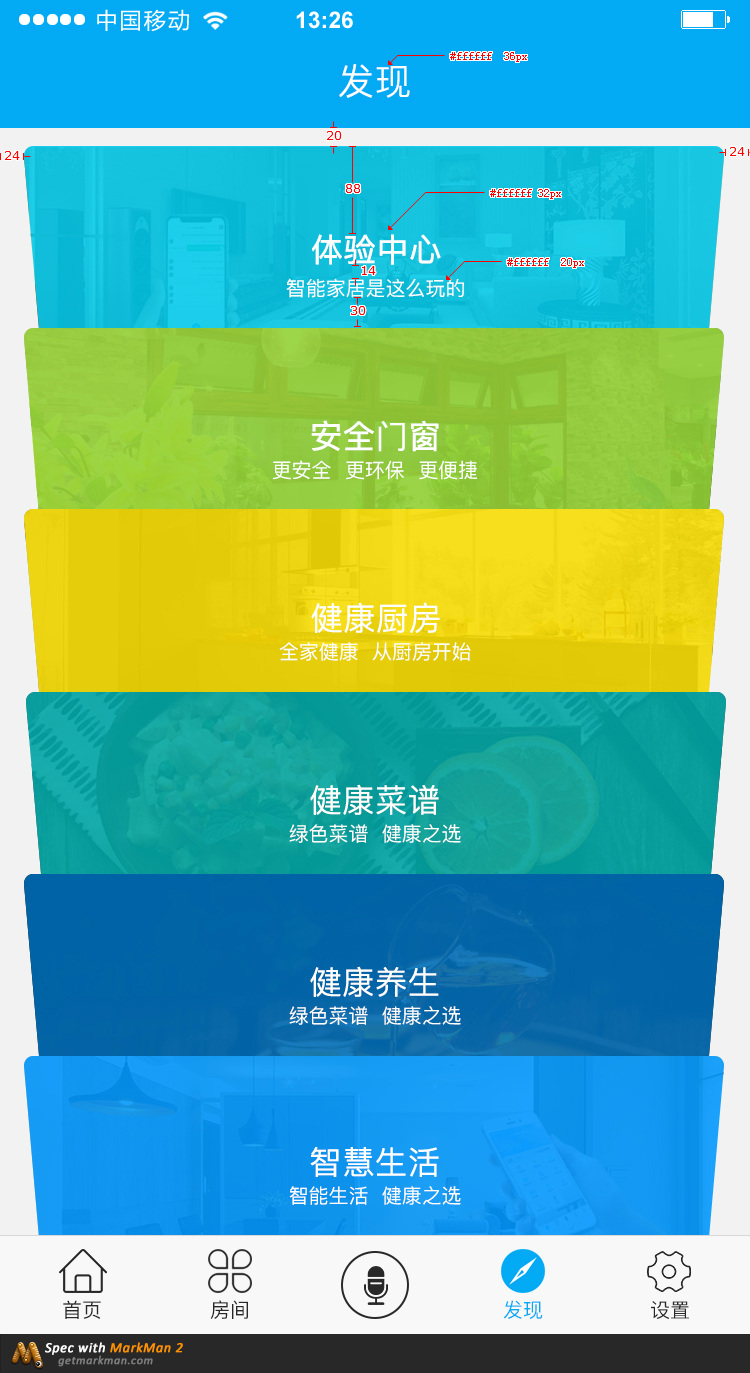 中国移动 13:26
发现
#ffffff 36px
20
24
24
88
#ffffff 32px
体验中心
14
#ffffff 20px
智能家居是这么玩的
30
安全门窗
更安全 更环保 更便捷
健康厨房
全家健康 从厨房开始
健康菜谱
绿色菜谱 健康之选
健康养生
绿色菜谱 健康之选
智慧生活
智能生活 健康之选
首页 房间 发现 设置
Spec with MarkMan 2
getmarkman.com